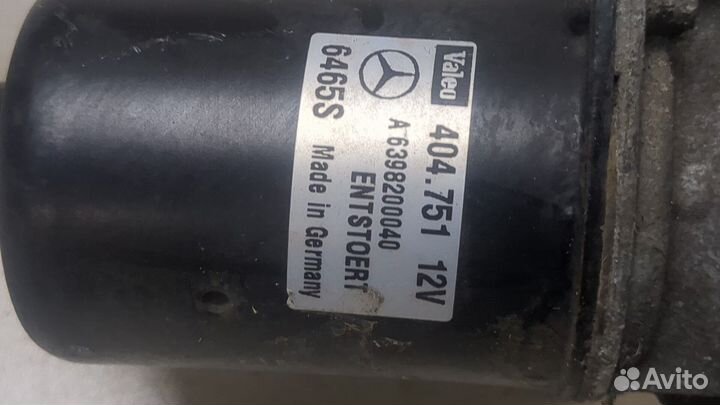 Valeo 404.751 12V
A 6398200040
ENTSTOERT
6465S Made in Germany
Avito